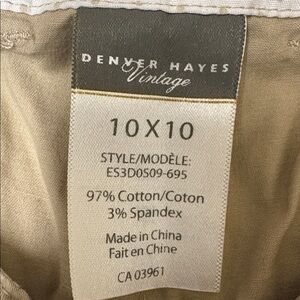 DENVER HAYES
Vintage
10X10
STYLE/MODÈLE:
ES3D0509-695
97% Cotton/Coton
3% Spandex
Made in China
Fait en Chine
CA 03961